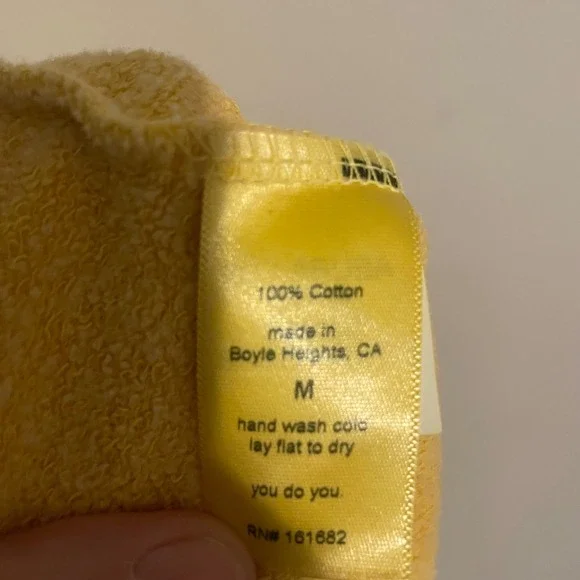 100% Cotton
made in
Boyle Heights, CA
M
hand wash cold
lay flat to dry
you do you.
RN# 161682